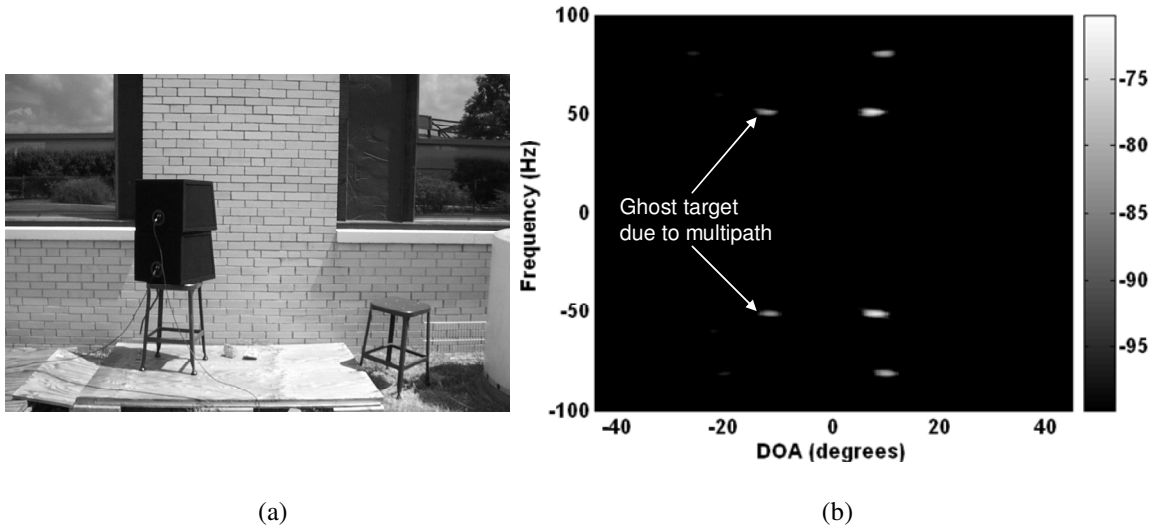 100
50
0
-50
-100
Frequency (Hz)
Ghost target
due to multipath
-40
-20
0
20
40
DOA (degrees)
-75
-80
-85
-90
-95
(a)
(b)